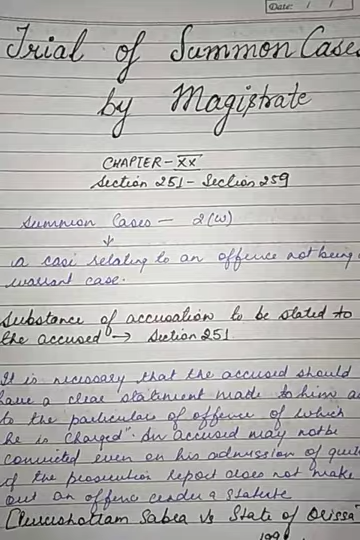 Date: / /
Trial of Summon Cases
by Magistrate
CHAPTER - XX
Section 251 - Section 259
Summon Cases - 2(w)
a case relating to an offence not being a
warrant case.
Substance of accusation to be stated to
the accused → Section 251
It is necessary that the accused should
have a clear statement made to him as
to the particulars of offense of which
he is charged". An accused may not be
convicted even on his admission of guilt
if the prosecution report does not make
out an offence under a statute
Sabra vs State of Orissa"
199